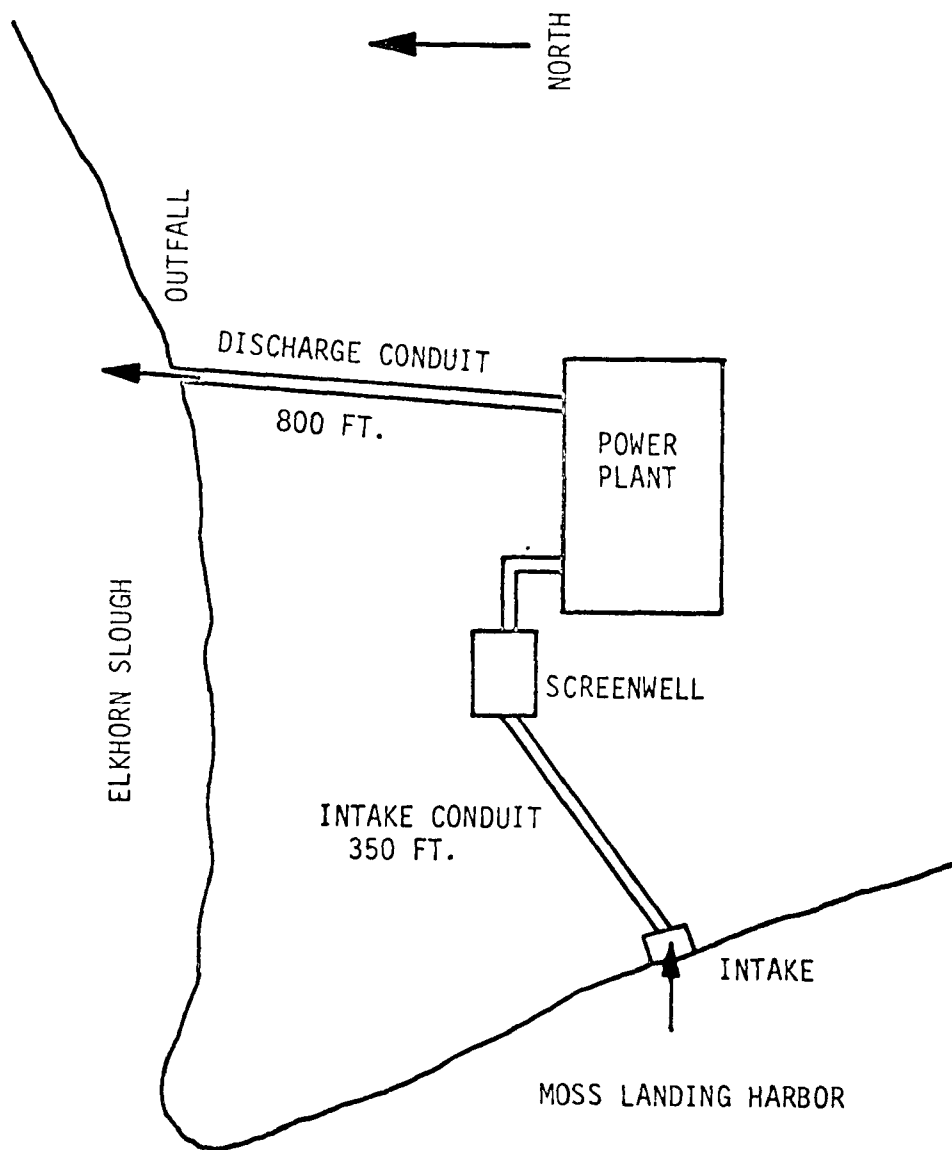 NORTH
OUTFALL
DISCHARGE CONDUIT
800 FT.
POWER
PLANT
ELKHORN SLOUGH
SCREENWELL
INTAKE CONDUIT
350 FT.
INTAKE
MOSS LANDING HARBOR